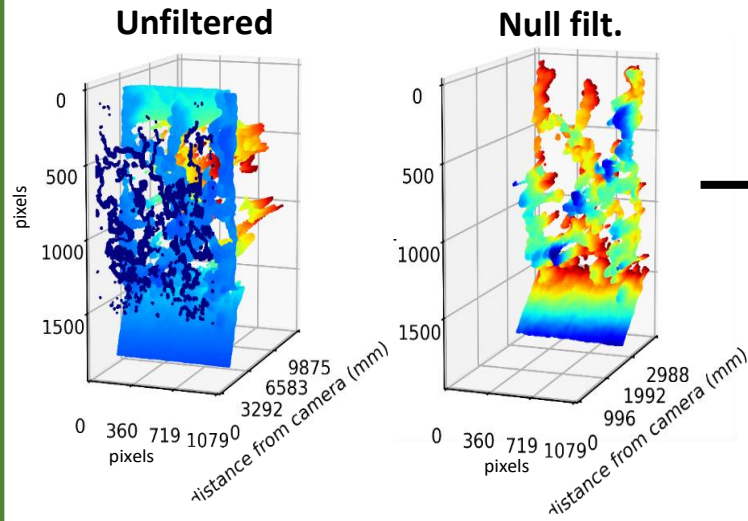 Unfiltered
0
500
1000
1500
pixels
0 360 719 1079
pixels
0 3292 6583 9875
distance from camera (mm)
Null filt.
0
500
1000
1500
0 360 719 1079
pixels
0 996 1992 2988
distance from camera (mm)